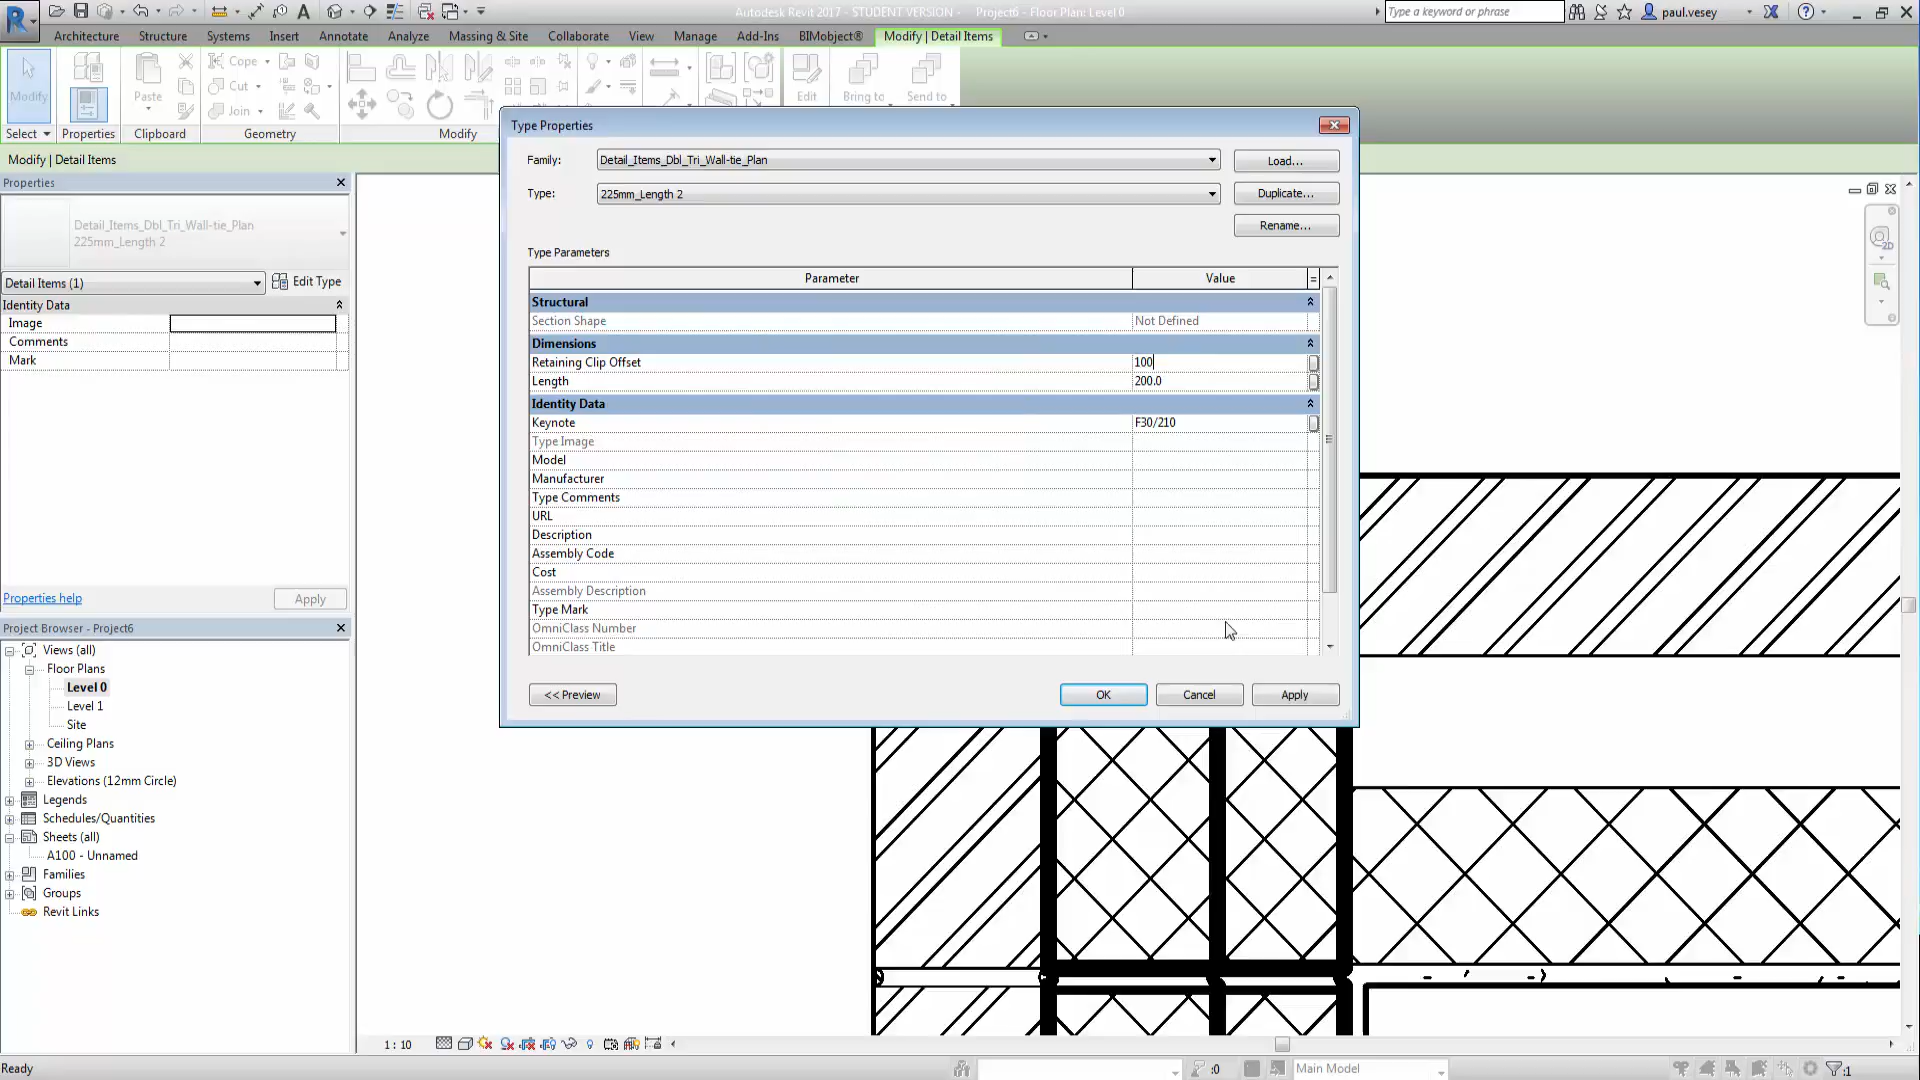 Autodesk Revit 2017 - STUDENT VERSION - Project6 - Floor Plan: Level 0
Type a keyword or phrase
paul.vesey
Architecture Structure Systems Insert Annotate Analyze Massing & Site Collaborate View Manage Add-Ins BIMobject® Modify | Detail Items
Modify
Paste
Cope
Cut
Join
Edit
Bring to
Send to
Select Properties Clipboard Geometry Modify
Modify | Detail Items
Properties
Detail_Items_Dbl_Tri_Wall-tie_Plan
225mm_Length 2
Detail Items (1)
Edit Type
Identity Data
Image
Comments
Mark
Properties help
Apply
Project Browser - Project6
Views (all)
Floor Plans
Level 0
Level 1
Site
Ceiling Plans
3D Views
Elevations (12mm Circle)
Legends
Schedules/Quantities
Sheets (all)
A100 - Unnamed
Families
Groups
Revit Links
Type Properties
Family: Detail_Items_Dbl_Tri_Wall-tie_Plan Load...
Type: 225mm_Length 2 Duplicate...
Rename...
Type Parameters
Parameter Value =
Structural
Section Shape Not Defined
Dimensions
Retaining Clip Offset 100
Length 200.0
Identity Data
Keynote F30/210
Type Image
Model
Manufacturer
Type Comments
URL
Description
Assembly Code
Cost
Assembly Description
Type Mark
OmniClass Number
OmniClass Title
<< Preview OK Cancel Apply
2D
1 : 10
Ready
:0
Main Model
:1